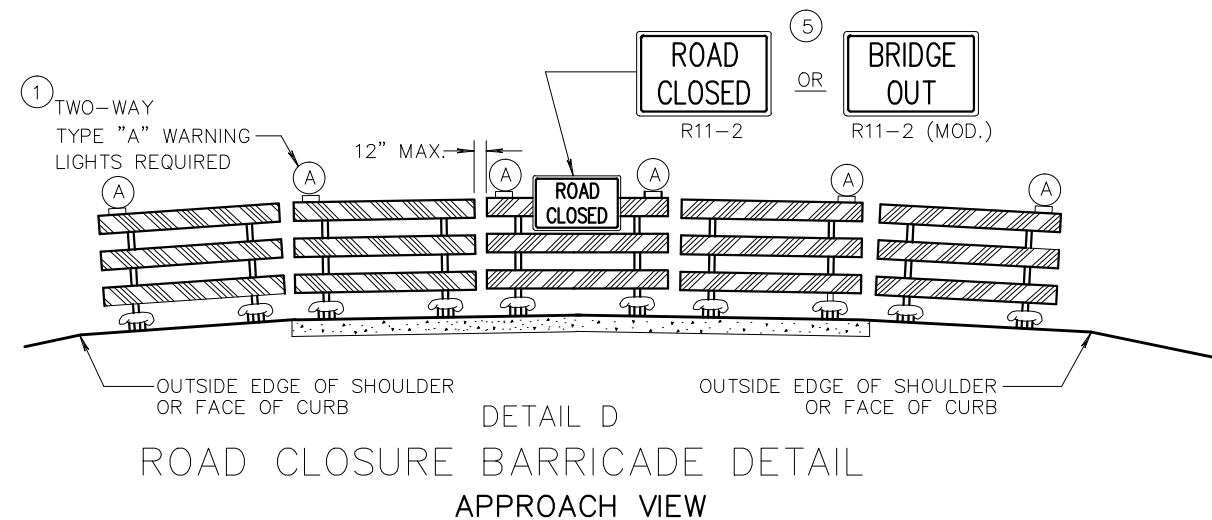 1
TWO-WAY
TYPE "A" WARNING
LIGHTS REQUIRED
12" MAX.
ROAD
CLOSED
R11-2
5
OR
BRIDGE
OUT
R11-2 (MOD.)
A
A
A
ROAD
CLOSED
A
A
A
OUTSIDE EDGE OF SHOULDER
OR FACE OF CURB
OUTSIDE EDGE OF SHOULDER
OR FACE OF CURB
DETAIL D
ROAD CLOSURE BARRICADE DETAIL
APPROACH VIEW